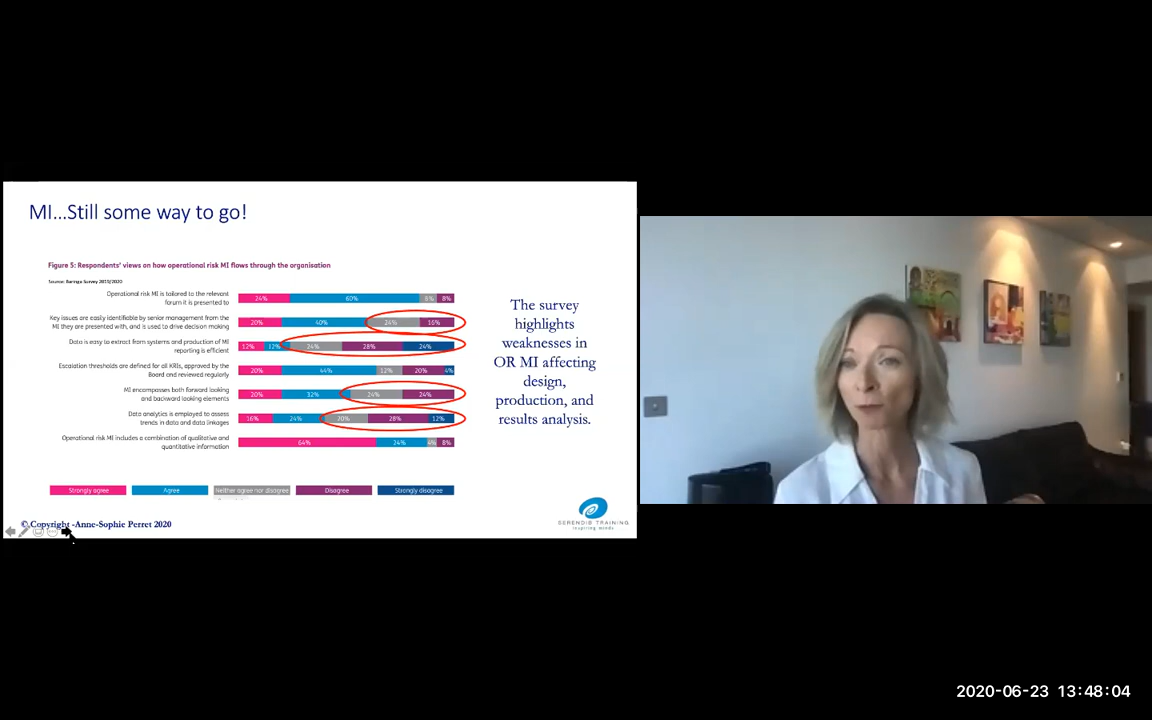 MI...Still some way to go!
Figure 5: Respondents' views on how operational risk MI flows through the organisation
Source: Baringa Survey 2019/2020
Operational risk MI is tailored to the relevant
forum it is presented to
24% 60% 8% 8%
Key issues are easily identifiable by senior management from the
MI they are presented with, and is used to drive decision making
20% 40% 24% 16%
Data is easy to extract from systems and production of MI
reporting is efficient
12% 12% 24% 28% 24%
Escalation thresholds are defined for all KRIs, approved by the
Board and reviewed regularly
20% 44% 12% 20% 4%
MI encompasses both forward looking
and backward looking elements
20% 32% 24% 24%
Data analytics is employed to assess
trends in data and data linkages
16% 24% 20% 28% 12%
Operational risk MI includes a combination of qualitative and
quantitative information
64% 24% 4% 8%
Strongly agree Agree Neither agree nor disagree Disagree Strongly disagree
The survey
highlights
weaknesses in
OR MI affecting
design,
production, and
results analysis.
© Copyright -Anne-Sophie Perret 2020
SERENDIB TRAINING
inspiring minds
2020-06-23 13:48:04